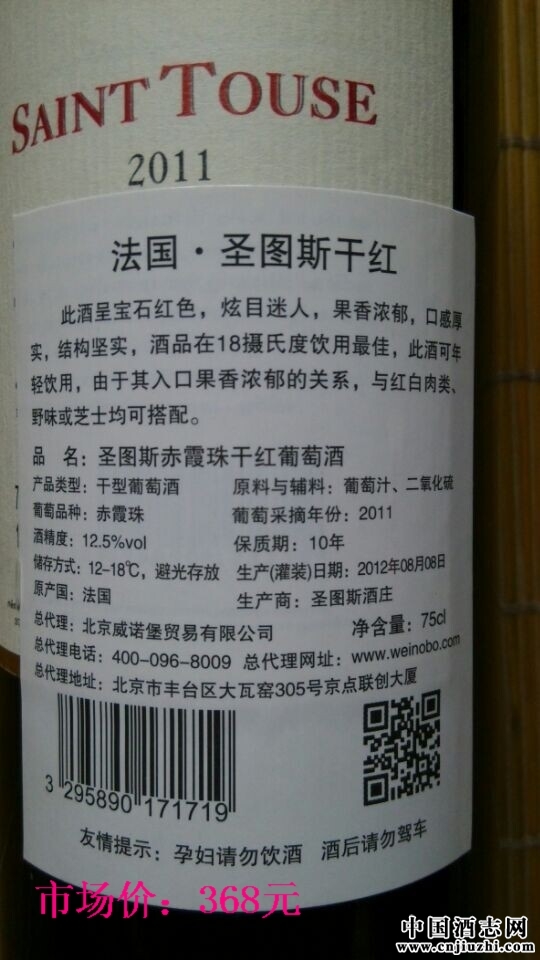 SAINT TOUSE
2011
法国·圣图斯干红
此酒呈宝石红色，炫目迷人，果香浓郁，口感厚
实，结构坚实，酒品在18摄氏度饮用最佳，此酒可年
轻饮用，由于其入口果香浓郁的关系，与红白肉类、
野味或芝士均可搭配。
品 名：圣图斯赤霞珠干红葡萄酒
产品类型：干型葡萄酒 原料与辅料：葡萄汁、二氧化硫
葡萄品种：赤霞珠 葡萄采摘年份：2011
酒精度：12.5%vol 保质期：10年
储存方式：12-18℃，避光存放 生产(灌装)日期：2012年08月08日
原产国：法国 生产商：圣图斯酒庄
总代理：北京威诺堡贸易有限公司 净含量：75cl
总代理电话：400-096-8009 总代理网址：www.weinobo.com
总代理地址：北京市丰台区大瓦窑305号京点联创大厦
3 295890 171719
友情提示：孕妇请勿饮酒 酒后请勿驾车
市场价：368元
中国酒志网
www.cnjiuzhi.com